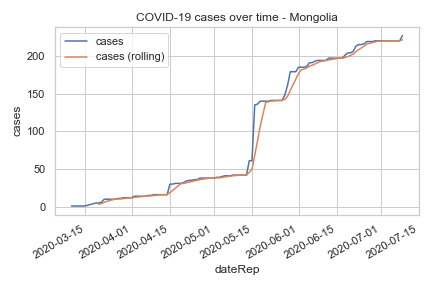 COVID-19 cases over time - Mongolia
cases
cases (rolling)
200
150
100
50
0
cases
2020-03-15
2020-04-01
2020-04-15
2020-05-01
2020-05-15
2020-06-01
2020-06-15
2020-07-01
2020-07-15
dateRep